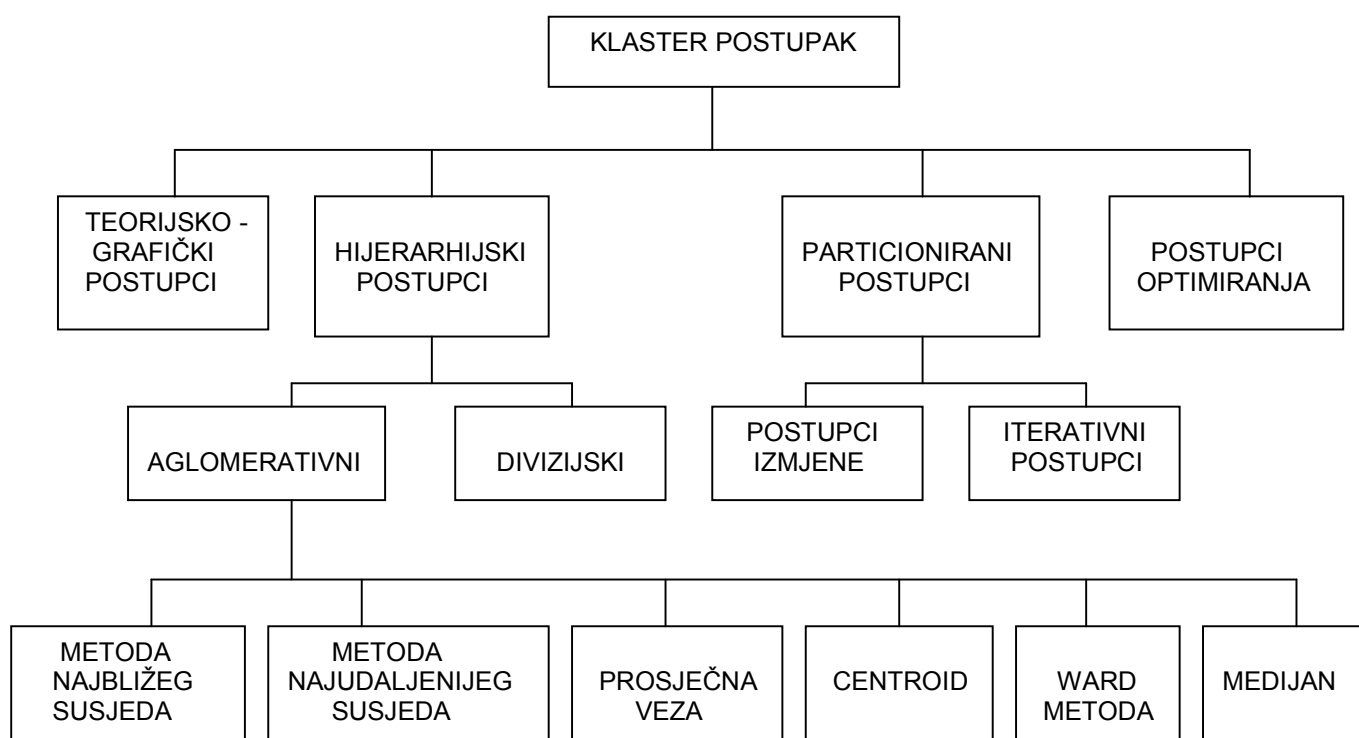 KLASTER POSTUPAK
TEORIJSKO -
GRAFIČKI
POSTUPCI
HIJERARHIJSKI
POSTUPCI
PARTICIONIRANI
POSTUPCI
POSTUPCI
OPTIMIRANJA
AGLOMERATIVNI
DIVIZIJSKI
POSTUPCI
IZMJENE
ITERATIVNI
POSTUPCI
METODA
NAJBLIŽEG
SUSJEDA
METODA
NAJUDALJENIJEG
SUSJEDA
PROSJEČNA
VEZA
CENTROID
WARD
METODA
MEDIJAN